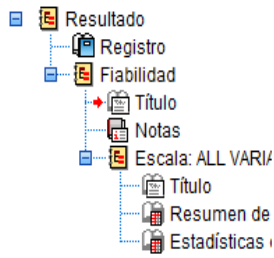 Resultado
Registro
Fiabilidad
Título
Notas
Escala: ALL VARIA
Título
Resumen de
Estadísticas